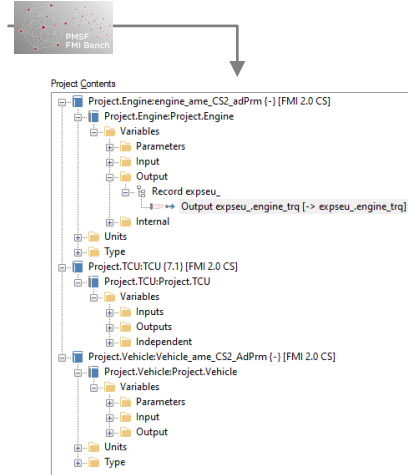 PMSF
FMI Bench
Project Contents
Project.Engine:engine_ame_CS2_adPrm {-} [FMI 2.0 CS]
Project.Engine:Project.Engine
Variables
Parameters
Input
Output
Record expseu_
Output expseu_.engine_trq [-> expseu_.engine_trq]
Internal
Units
Type
Project.TCU:TCU {7.1} [FMI 2.0 CS]
Project.TCU:Project.TCU
Variables
Inputs
Outputs
Independent
Project.Vehicle:Vehicle_ame_CS2_AdPrm {-} [FMI 2.0 CS]
Project.Vehicle:Project.Vehicle
Variables
Parameters
Input
Output
Units
Type